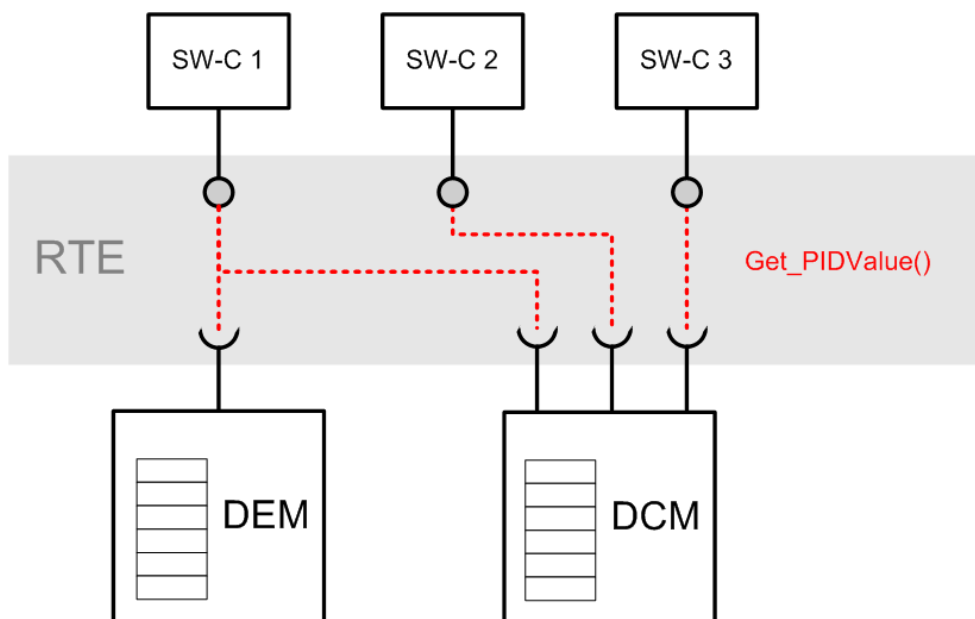 SW-C 1
SW-C 2
SW-C 3
RTE
Get_PIDValue()
DEM
DCM